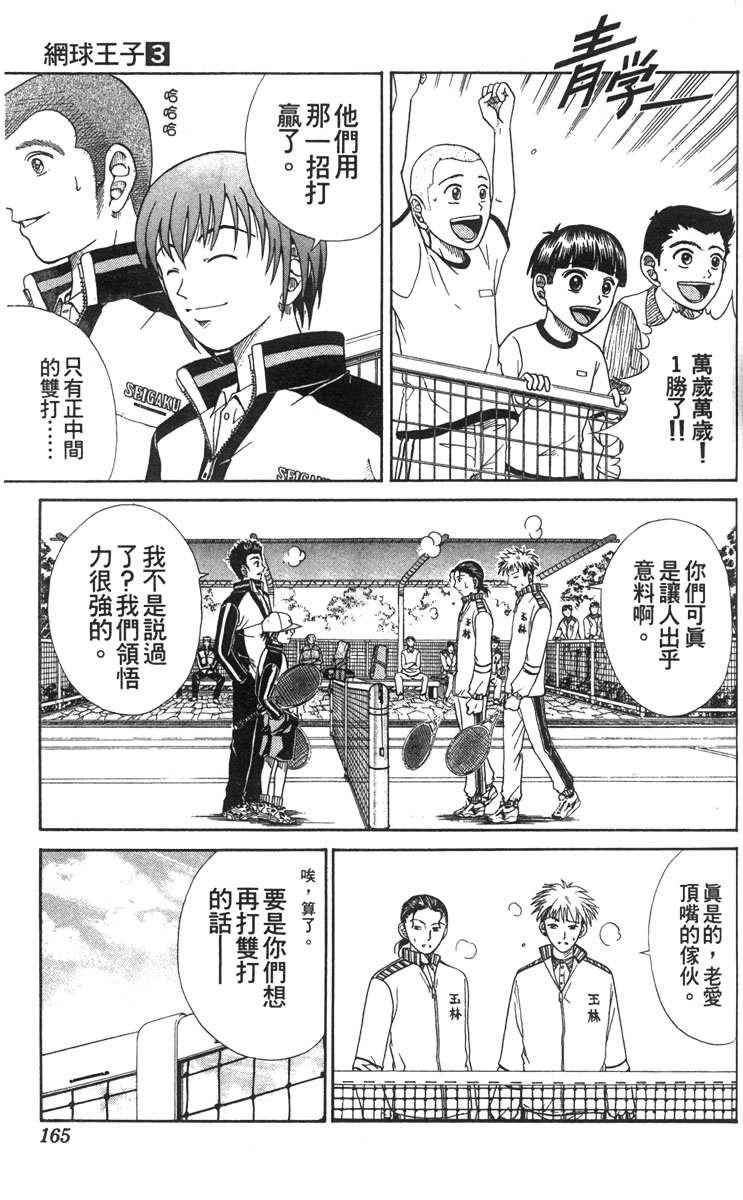 網球王子3
青学—
萬歲萬歲！
1勝了!!
他們用
那一招打
贏了。
哈哈哈
SEIGAKU
SEIGAKU
只有正中間
的雙打……
你們可真
是讓人出乎
意料啊。
玉林
我不是說過
了？我們領悟
力很強的。
真是的，老愛
頂嘴的傢伙。
玉林
玉林
唉，算了。
要是你們想
再打雙打
的話——
165